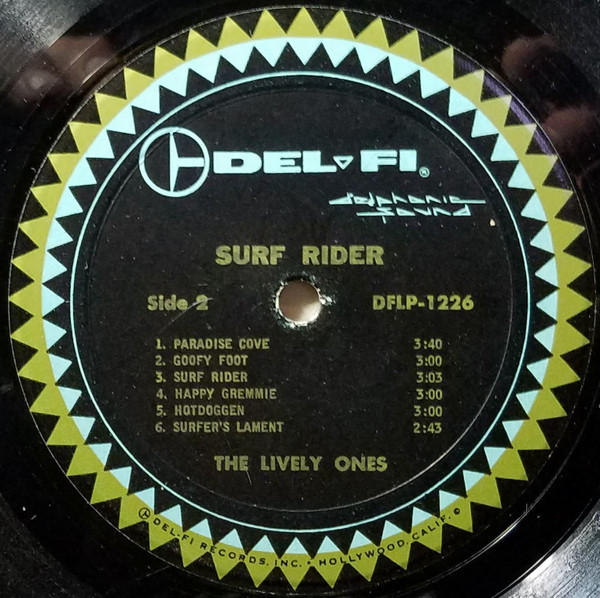 DEL-FI®
delphonic
sound
SURF RIDER
Side 2 DFLP-1226
1. PARADISE COVE 3:40
2. GOOFY FOOT 3:00
3. SURF RIDER 3:03
4. HAPPY GREMMIE 3:00
5. HOTDOGGEN 3:00
6. SURFER'S LAMENT 2:43
THE LIVELY ONES
DEL-FI RECORDS, INC. • HOLLYWOOD, CALIF. ©